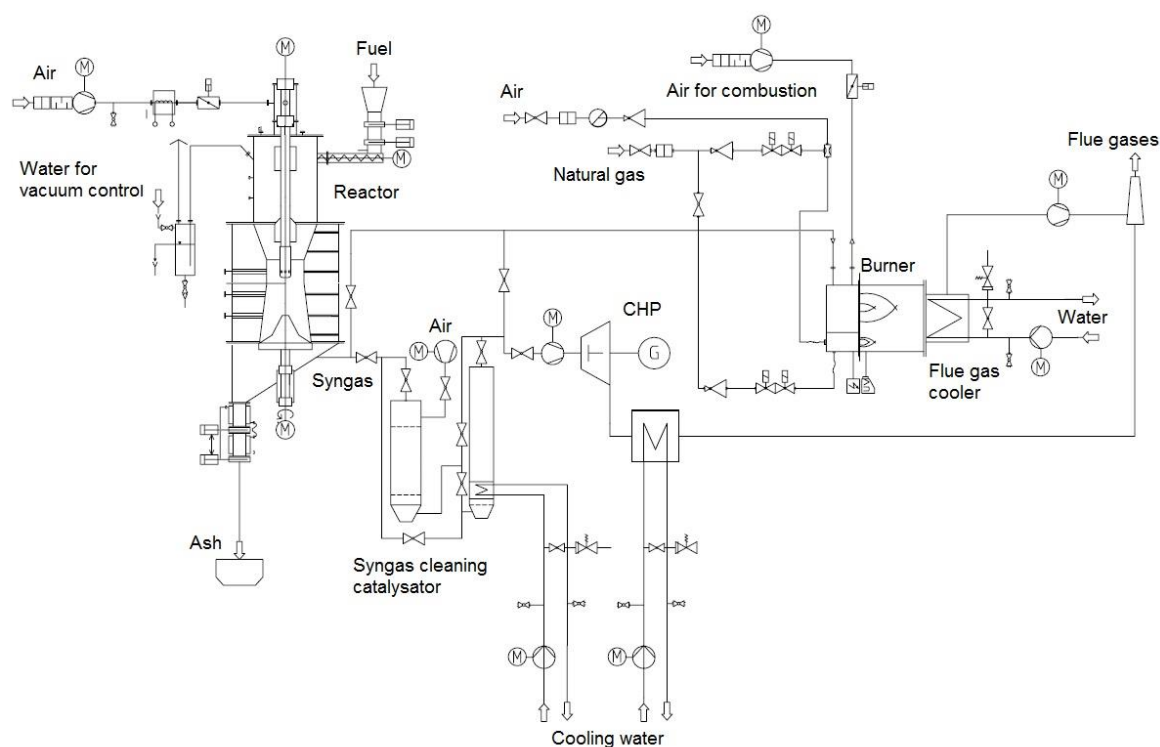 M
M
Fuel
Air
M
Air for combustion
Air
Flue gases
Water for
vacuum control
M
Reactor
Natural gas
M
Burner
Air
M
CHP
Water
M
T
G
Syngas
M
Flue gas
cooler
UV
M
Ash
Syngas cleaning
catalysator
M
M
Cooling water